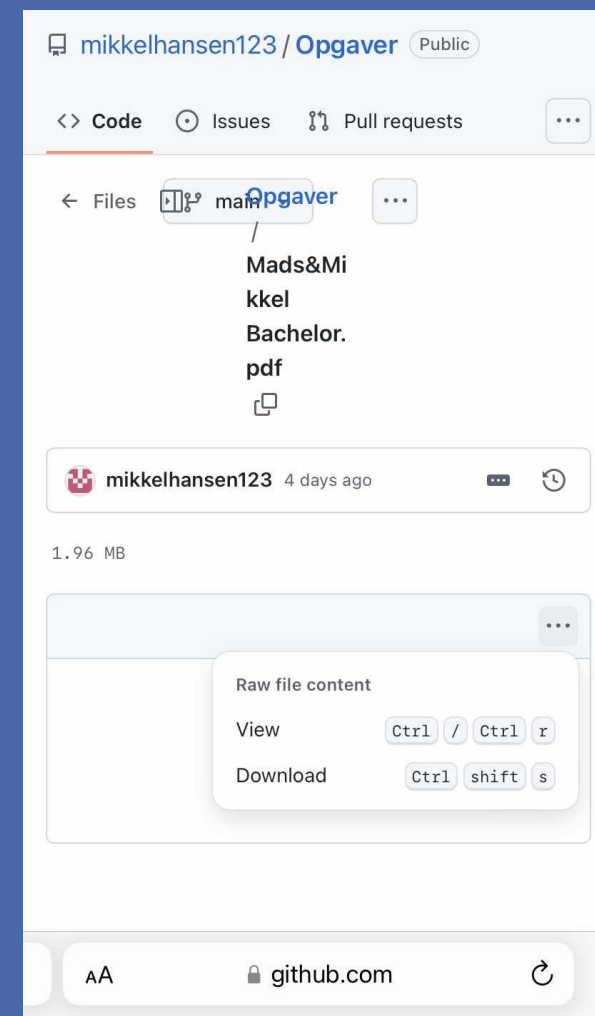 mikkelhansen123 / Opgaver Public
Code Issues Pull requests ...
Files main Opgaver ...
/
Mads&Mi
kkel
Bachelor.
pdf
mikkelhansen123 4 days ago ...
1.96 MB
...
Raw file content
View Ctrl / Ctrl r
Download Ctrl shift s
AA github.com